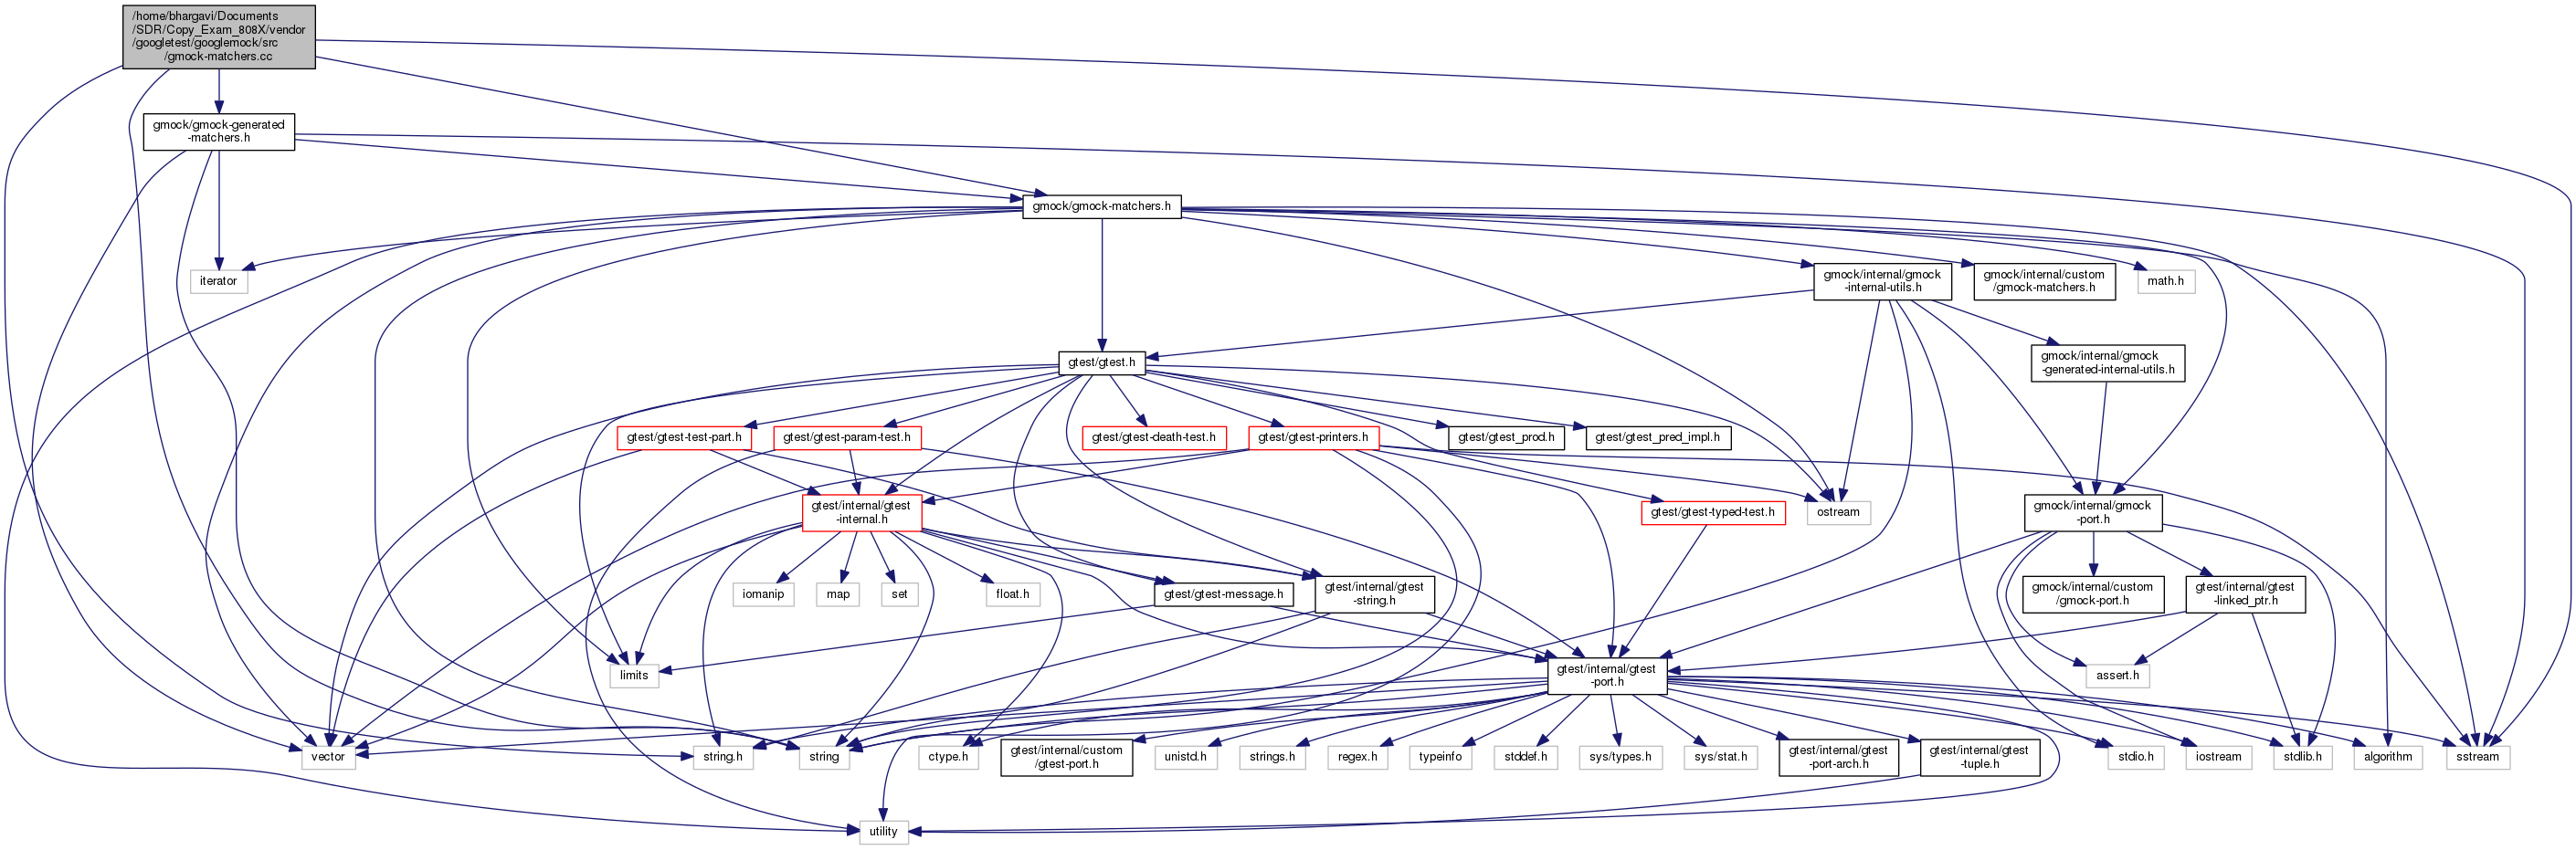 /home/bhargavi/Documents
/SDR/Copy_Exam_808X/vendor
/googletest/googlemock/src
/gmock-matchers.cc
gmock/gmock-generated
-matchers.h
gmock/gmock-matchers.h
iterator
gmock/internal/gmock
-internal-utils.h
gmock/internal/custom
/gmock-matchers.h
math.h
gtest/gtest.h
gmock/internal/gmock
-generated-internal-utils.h
gtest/gtest-test-part.h
gtest/gtest-param-test.h
gtest/gtest-death-test.h
gtest/gtest-printers.h
gtest/gtest_prod.h
gtest/gtest_pred_impl.h
gtest/internal/gtest
-internal.h
gtest/gtest-typed-test.h
ostream
gmock/internal/gmock
-port.h
iomanip
map
set
float.h
gtest/gtest-message.h
gtest/internal/gtest
-string.h
gmock/internal/custom
/gmock-port.h
gtest/internal/gtest
-linked_ptr.h
limits
gtest/internal/gtest
-port.h
assert.h
vector
string.h
string
ctype.h
gtest/internal/custom
/gtest-port.h
unistd.h
strings.h
regex.h
typeinfo
stddef.h
sys/types.h
sys/stat.h
gtest/internal/gtest
-port-arch.h
gtest/internal/gtest
-tuple.h
stdio.h
iostream
stdlib.h
algorithm
sstream
utility